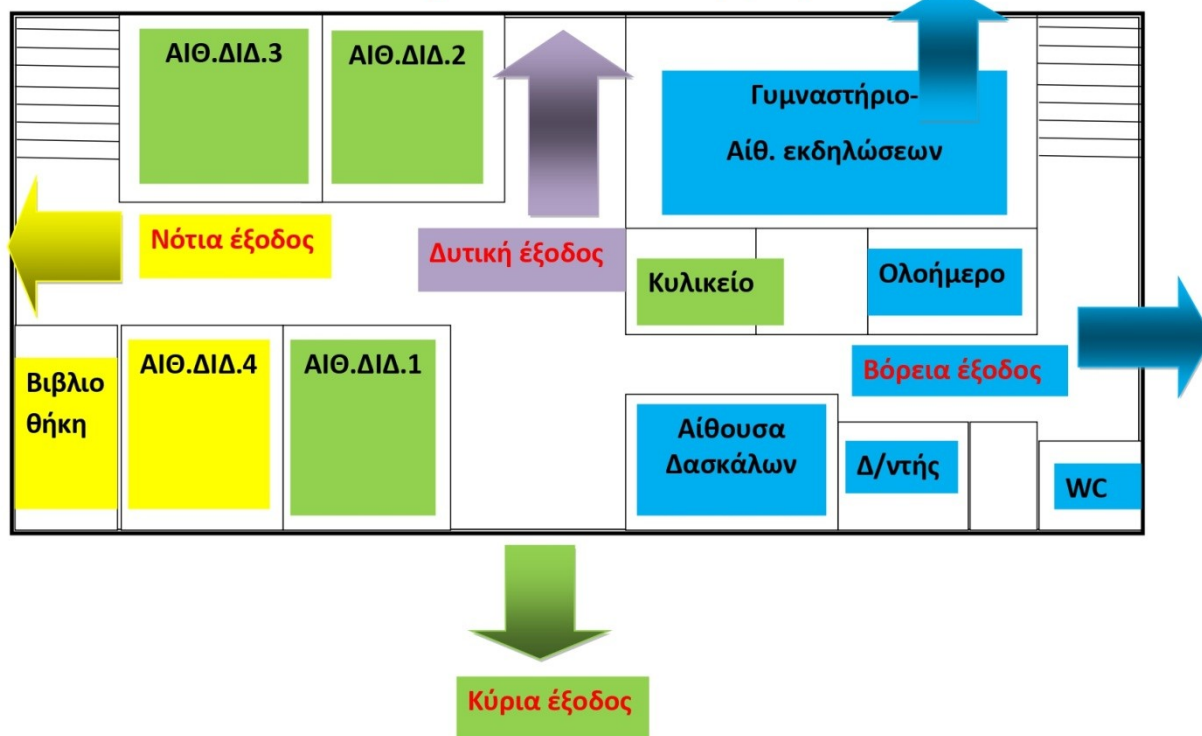 ΑΙΘ.ΔΙΔ.3
ΑΙΘ.ΔΙΔ.2
Γυμναστήριο-
Αίθ. εκδηλώσεων
Νότια έξοδος
Δυτική έξοδος
Κυλικείο
Ολοήμερο
Βόρεια έξοδος
Βιβλιο
θήκη
ΑΙΘ.ΔΙΔ.4
ΑΙΘ.ΔΙΔ.1
Αίθουσα
Δασκάλων
Δ/ντής
WC
Κύρια έξοδος